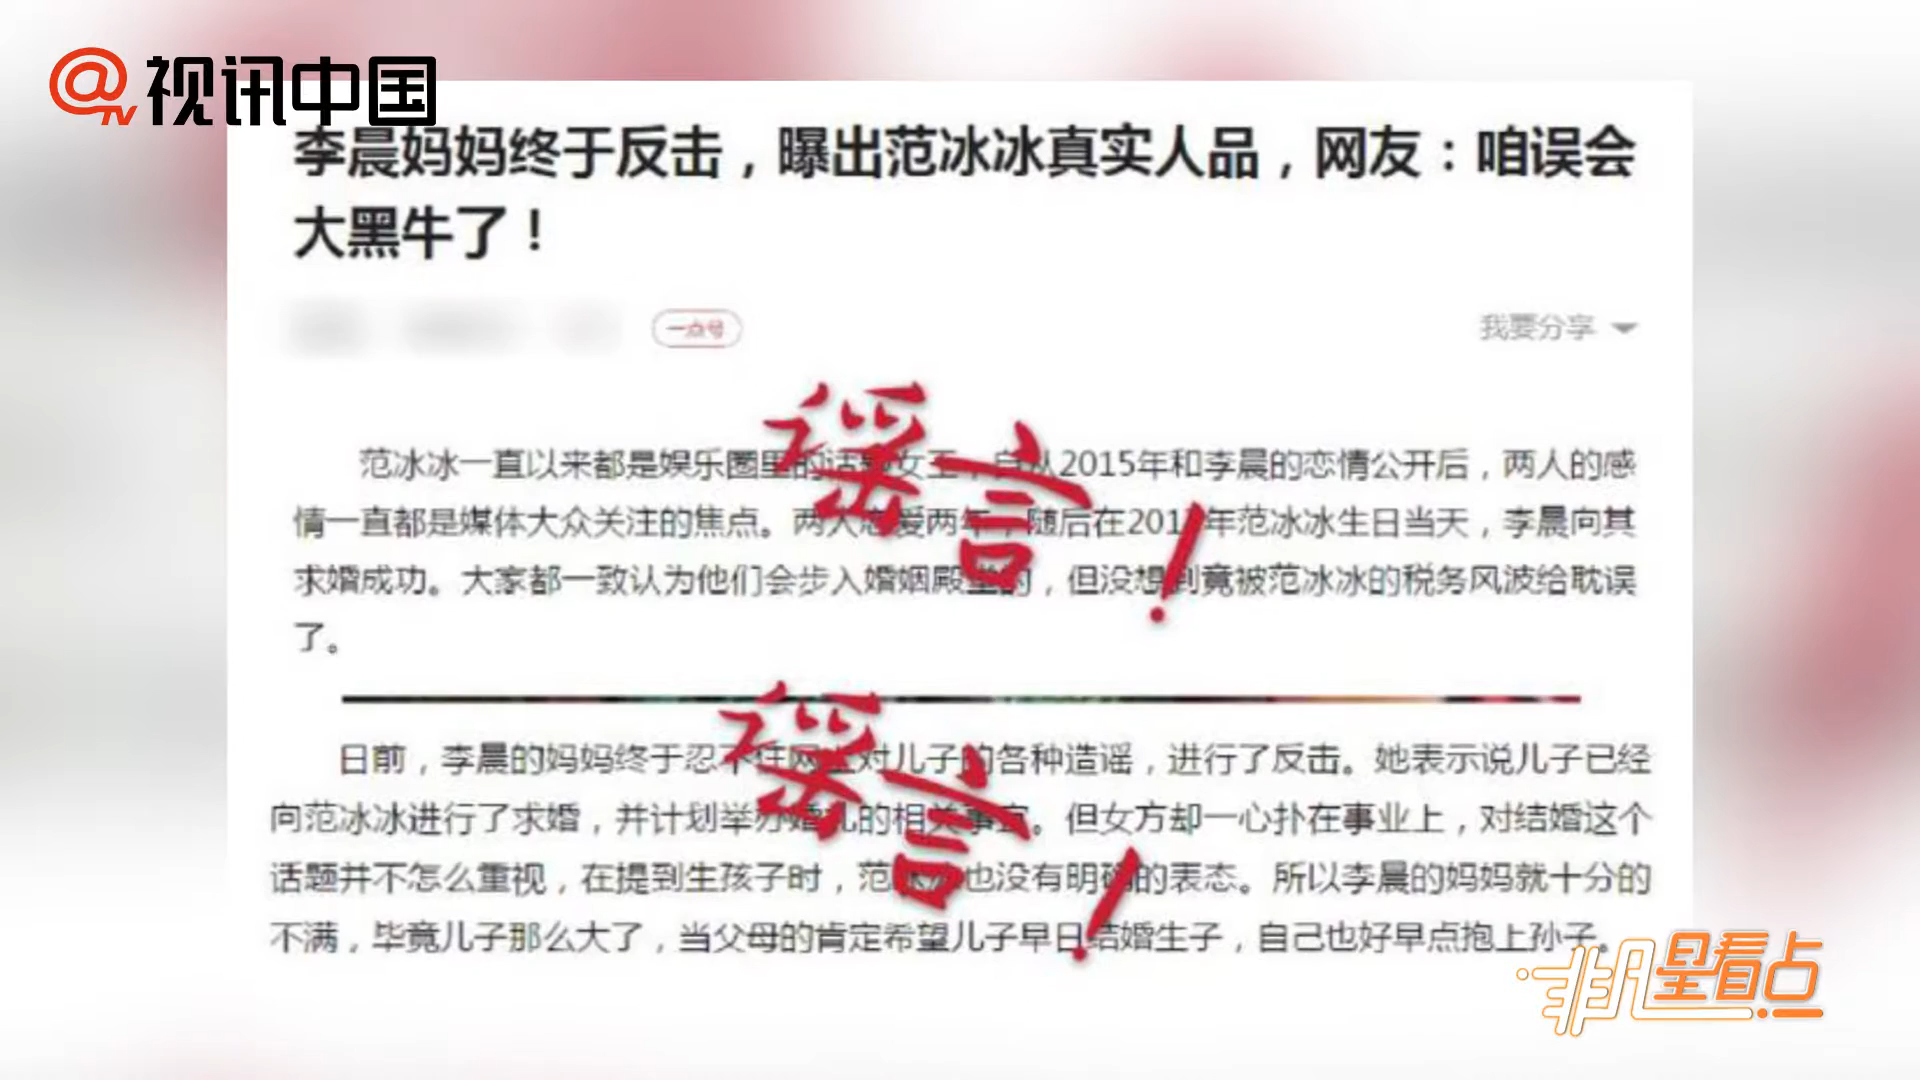 @TV 视讯中国
李晨妈妈终于反击，曝出范冰冰真实人品，网友：咱误会
大黑牛了！
一点号
我要分享
范冰冰一直以来都是娱乐圈里的话题女王，自从2015年和李晨的恋情公开后，两人的感
情一直都是媒体大众关注的焦点。两人恋爱两年，随后在201年范冰冰生日当天，李晨向其
求婚成功。大家都一致认为他们会步入婚姻殿堂的，但没想到竟被范冰冰的税务风波给耽误
了。
谣言！
日前，李晨的妈妈终于忍不住网上对儿子的各种造谣，进行了反击。她表示说儿子已经
向范冰冰进行了求婚，并计划举办婚礼的相关事宜。但女方却一心扑在事业上，对结婚这个
话题并不怎么重视，在提到生孩子时，范冰冰也没有明确的表态。所以李晨的妈妈就十分的
不满，毕竟儿子那么大了，当父母的肯定希望儿子早日结婚生子，自己也好早点抱上孙子。
谣言！
非凡星看点